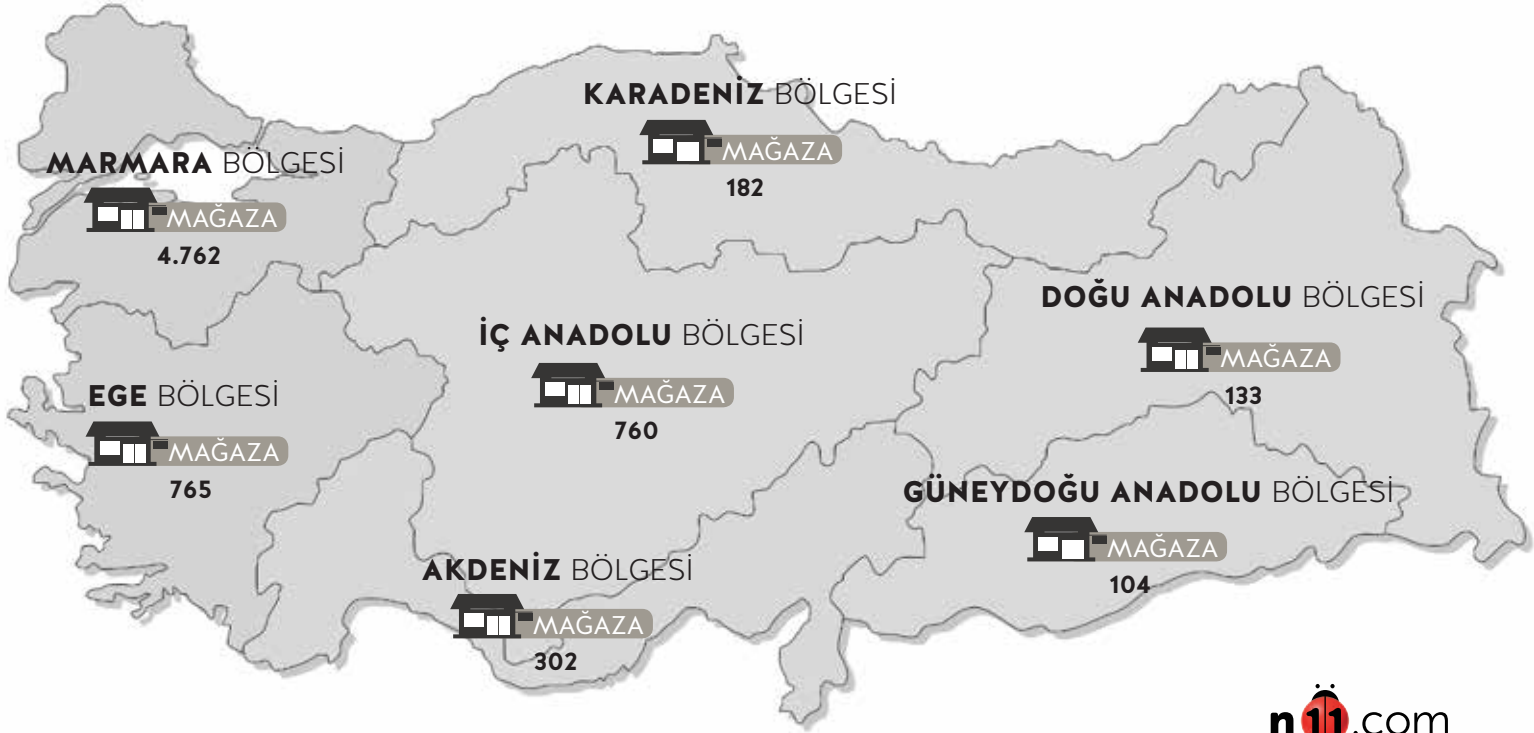 KARADENİZ BÖLGESİ
MAĞAZA
182
MARMARA BÖLGESİ
MAĞAZA
4.762
DOĞU ANADOLU BÖLGESİ
MAĞAZA
133
İÇ ANADOLU BÖLGESİ
MAĞAZA
760
EGE BÖLGESİ
MAĞAZA
765
GÜNEYDOĞU ANADOLU BÖLGESİ
MAĞAZA
104
AKDENİZ BÖLGESİ
MAĞAZA
302
n11.com